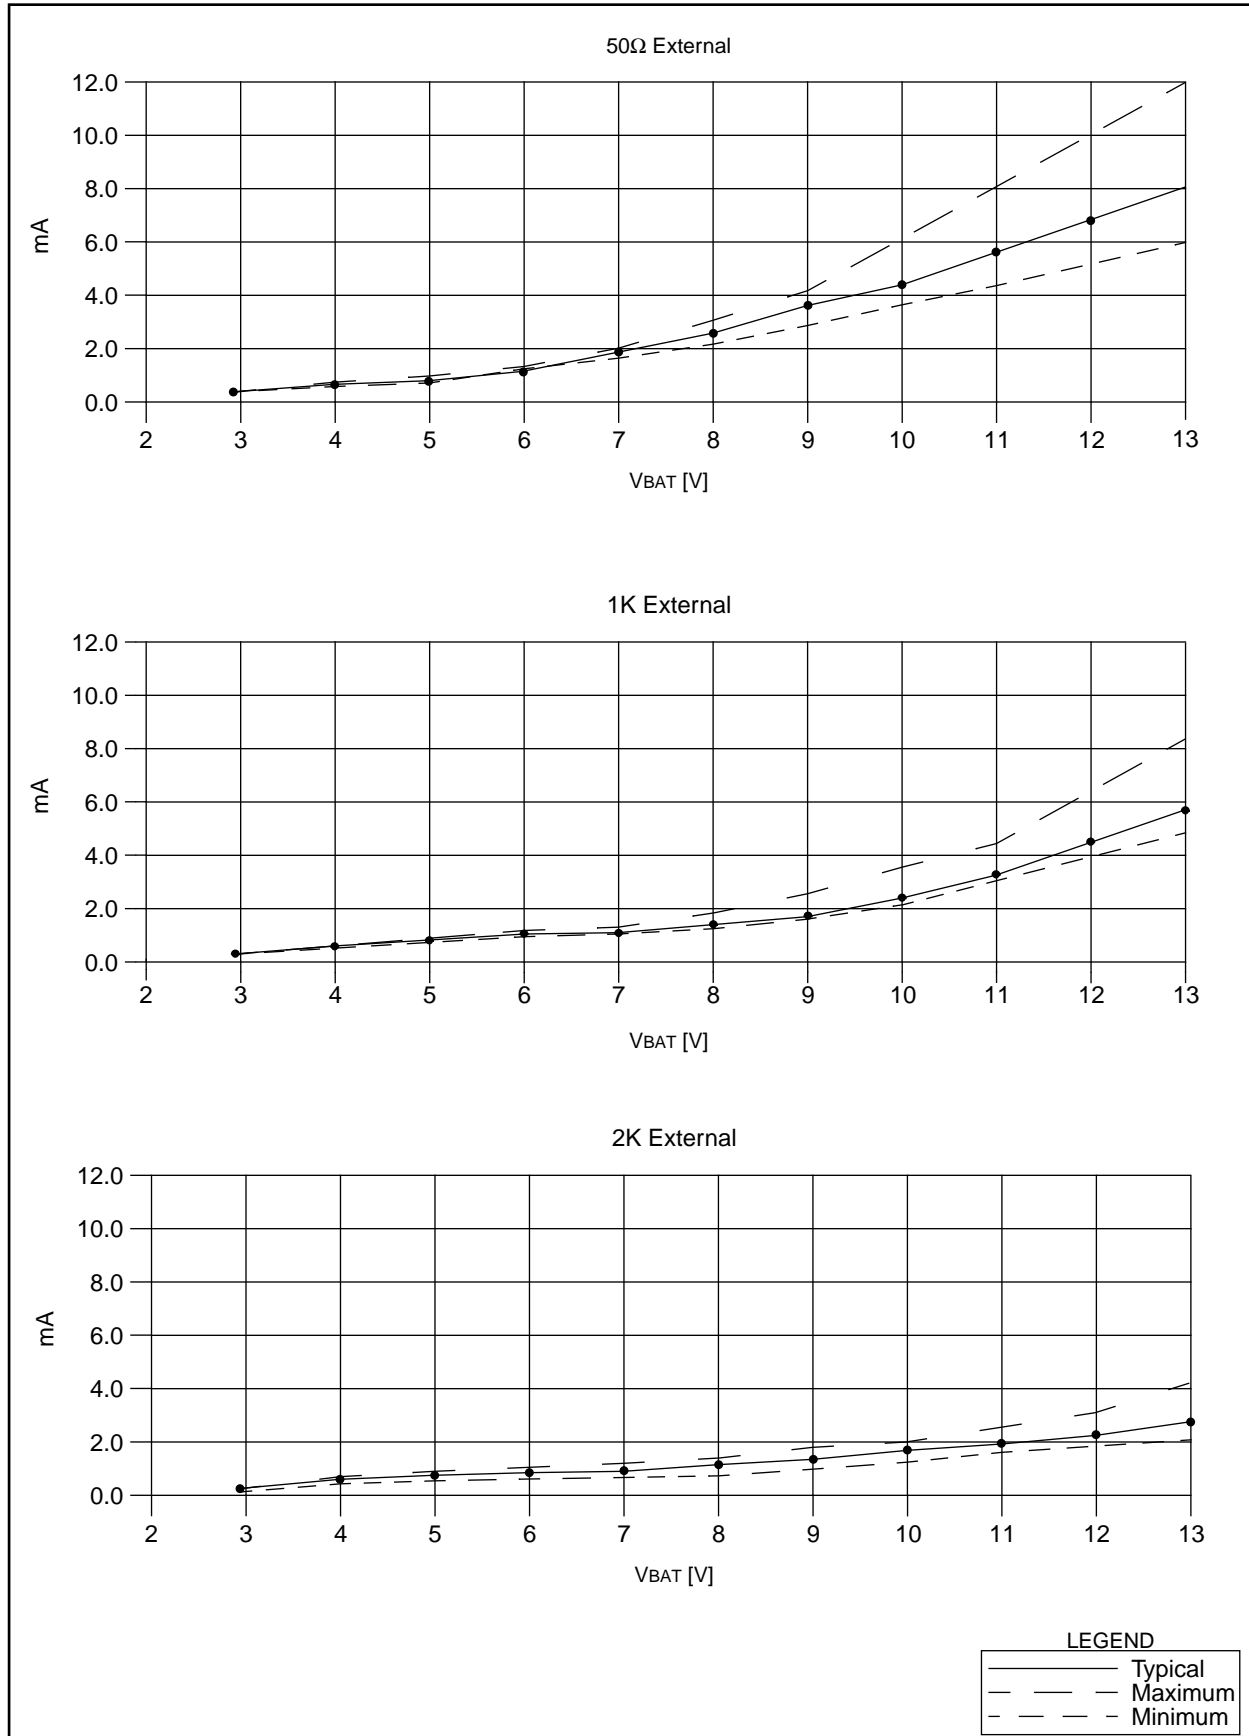 50Ω External
12.0
10.0
8.0
mA
6.0
4.0
2.0
0.0
2 3 4 5 6 7 8 9 10 11 12 13
VBAT [V]
1K External
12.0
10.0
8.0
mA
6.0
4.0
2.0
0.0
2 3 4 5 6 7 8 9 10 11 12 13
VBAT [V]
2K External
12.0
10.0
8.0
mA
6.0
4.0
2.0
0.0
2 3 4 5 6 7 8 9 10 11 12 13
VBAT [V]
LEGEND
Typical
Maximum
Minimum